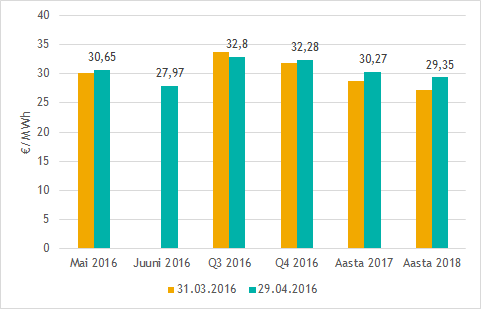 40
35
30
25
20
15
10
5
0
€/MWh
30,65
27,97
32,8
32,28
30,27
29,35
Mai 2016
Juuni 2016
Q3 2016
Q4 2016
Aasta 2017
Aasta 2018
31.03.2016
29.04.2016